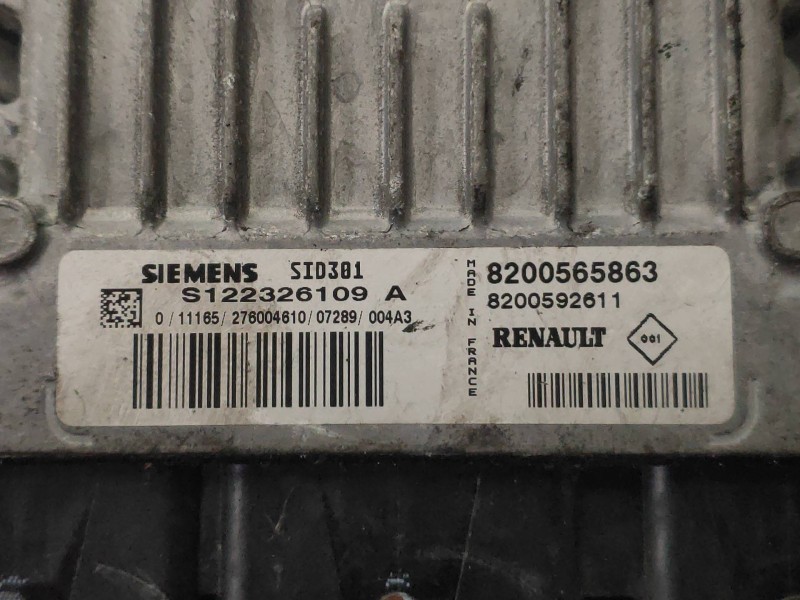 SIEMENS SID301
S122326109 A
0 / 11165 / 276004610 / 07289 / 004A3
MADE IN FRANCE
8200565863
8200592611
RENAULT 001